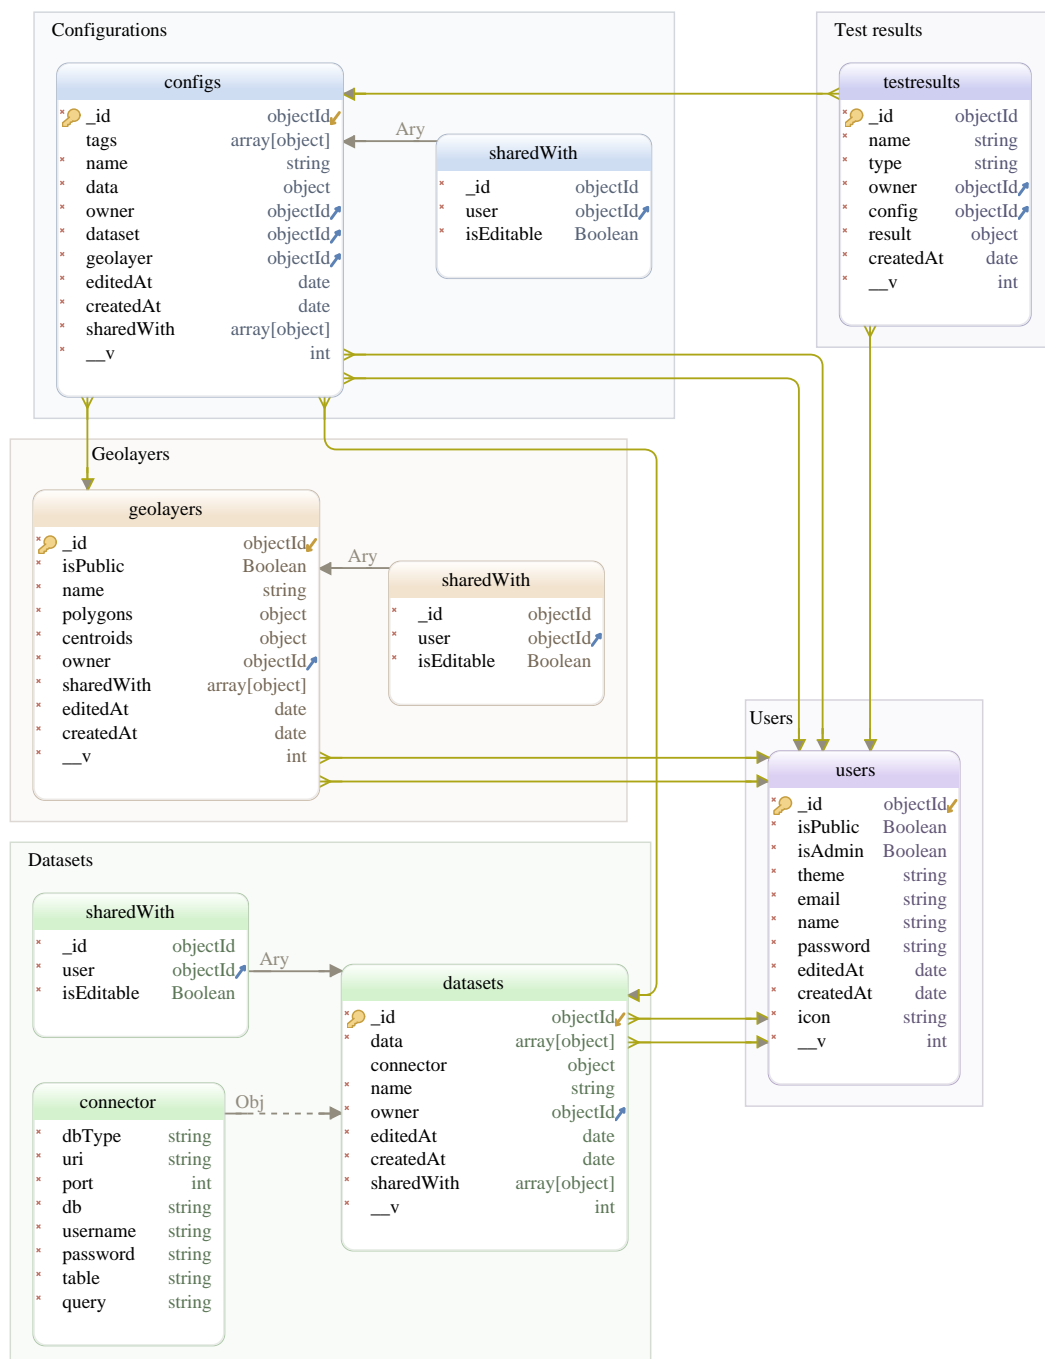 Configurations
configs
_id objectId
tags array[object]
name string
data object
owner objectId
dataset objectId
geolayer objectId
editedAt date
createdAt date
sharedWith array[object]
__v int
Ary
sharedWith
_id objectId
user objectId
isEditable Boolean
Test results
testresults
_id objectId
name string
type string
owner objectId
config objectId
result object
createdAt date
__v int
Geolayers
geolayers
_id objectId
isPublic Boolean
name string
polygons object
centroids object
owner objectId
sharedWith array[object]
editedAt date
createdAt date
__v int
Ary
sharedWith
_id objectId
user objectId
isEditable Boolean
Users
users
_id objectId
isPublic Boolean
isAdmin Boolean
theme string
email string
name string
password string
editedAt date
createdAt date
icon string
__v int
Datasets
sharedWith
_id objectId
user objectId
isEditable Boolean
Ary
datasets
_id objectId
data array[object]
connector object
name string
owner objectId
editedAt date
createdAt date
sharedWith array[object]
__v int
connector
Obj
dbType string
uri string
port int
db string
username string
password string
table string
query string